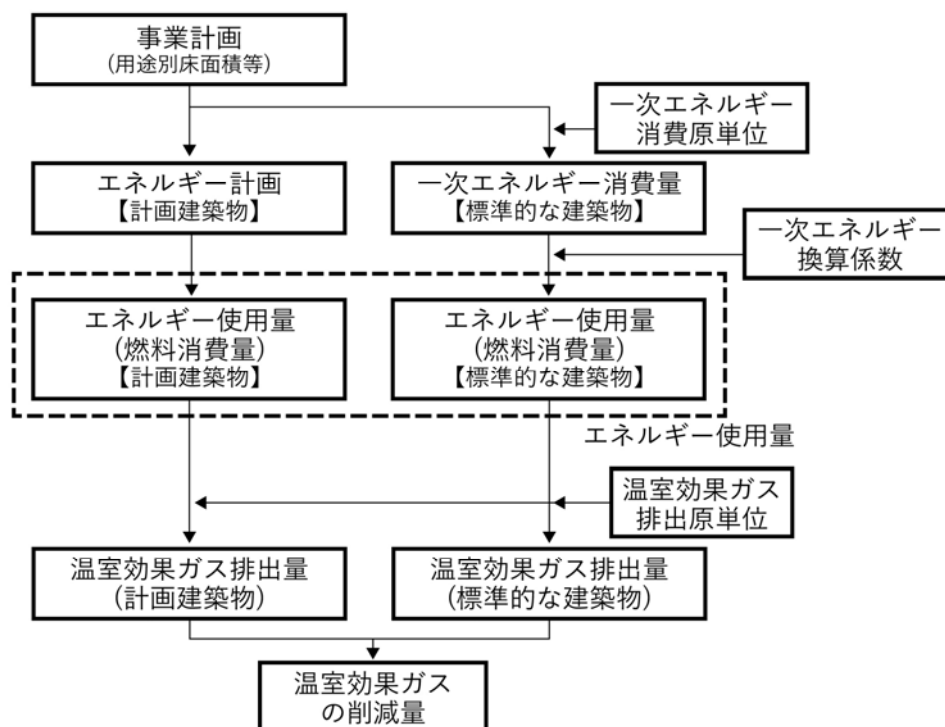 事業計画
(用途別床面積等)
一次エネルギー
消費原単位
エネルギー計画
【計画建築物】
一次エネルギー消費量
【標準的な建築物】
一次エネルギー
換算係数
エネルギー使用量
(燃料消費量)
【計画建築物】
エネルギー使用量
(燃料消費量)
【標準的な建築物】
エネルギー使用量
温室効果ガス
排出原単位
温室効果ガス排出量
(計画建築物)
温室効果ガス排出量
(標準的な建築物)
温室効果ガス
の削減量